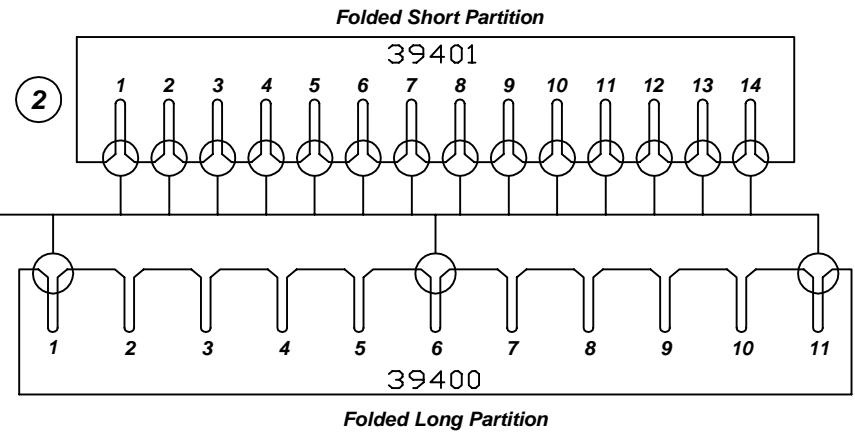 Folded Short Partition
39401
1 2 3 4 5 6 7 8 9 10 11 12 13 14
2
1 2 3 4 5 6 7 8 9 10 11
39400
Folded Long Partition